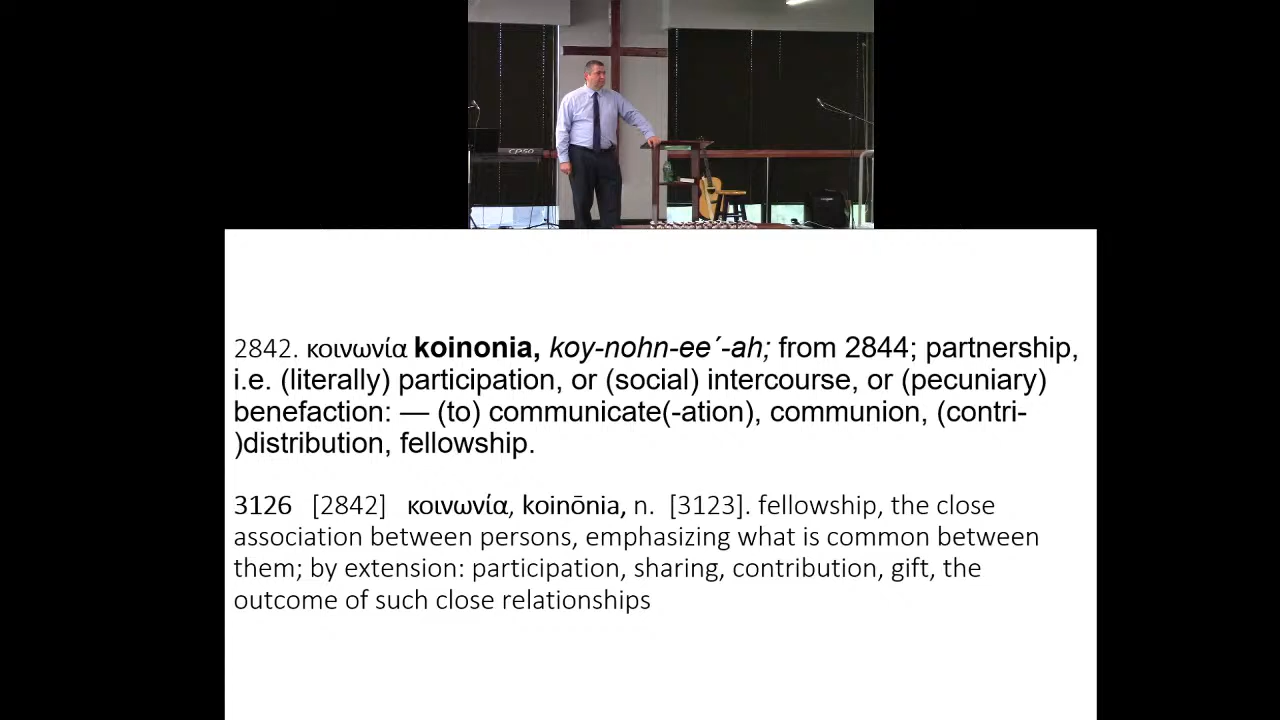 CP50
2842. κοινωνία koinonia, koy-nohn-ee´-ah; from 2844; partnership,
i.e. (literally) participation, or (social) intercourse, or (pecuniary)
benefaction: — (to) communicate(-ation), communion, (contri-
)distribution, fellowship.
3126 [2842] κοινωνία, koinōnia, n. [3123]. fellowship, the close
association between persons, emphasizing what is common between
them; by extension: participation, sharing, contribution, gift, the
outcome of such close relationships